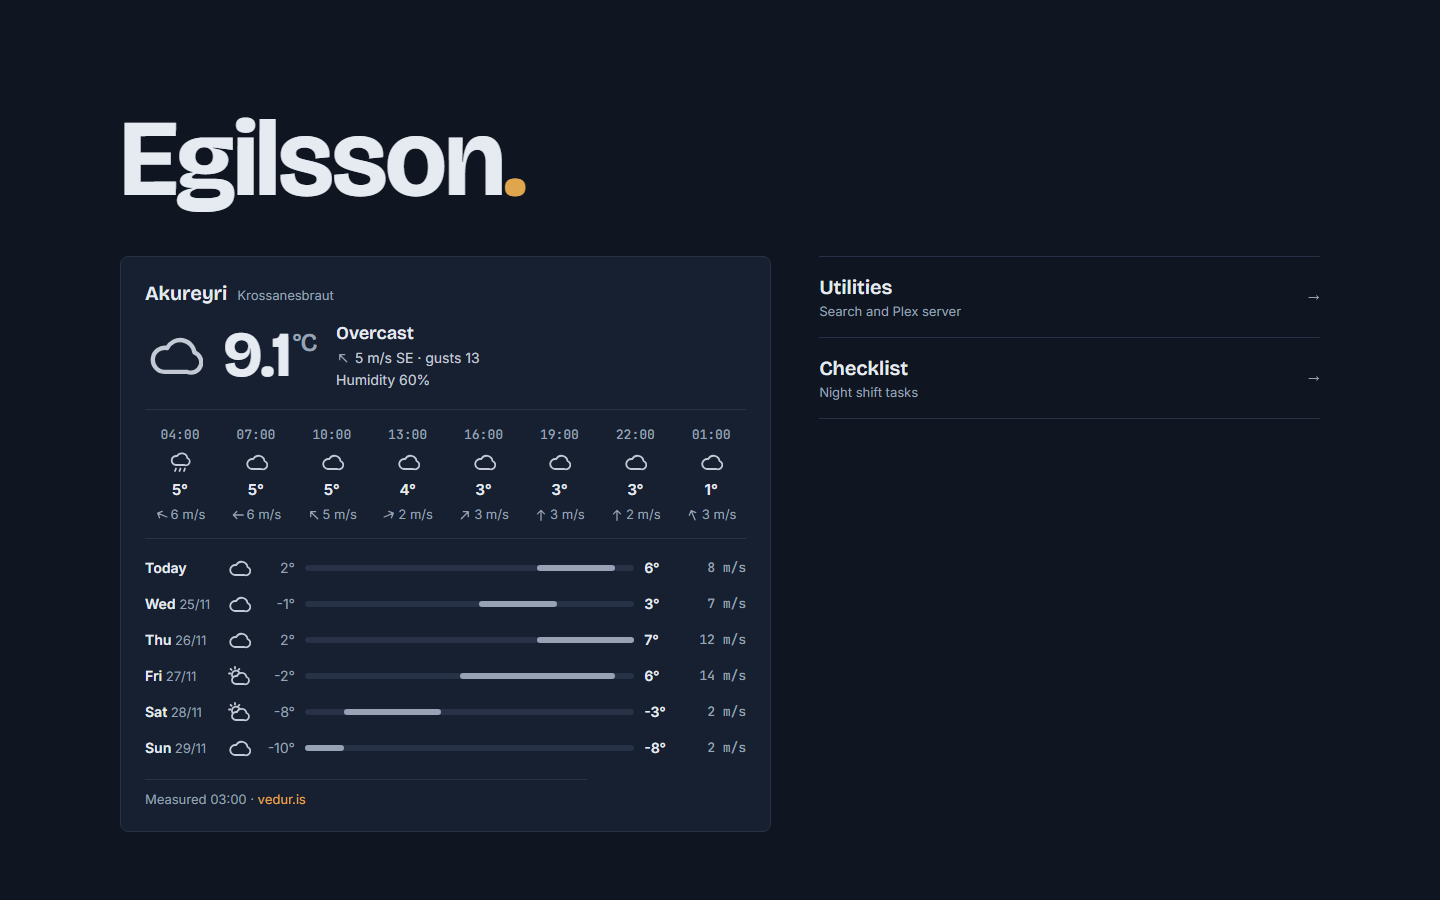 Egilsson.
Akureyri Krossanesbraut
9.1°C
Overcast
5 m/s SE · gusts 13
Humidity 60%
04:00 07:00 10:00 13:00 16:00 19:00 22:00 01:00
5° 5° 5° 4° 3° 3° 3° 1°
6 m/s 6 m/s 5 m/s 2 m/s 3 m/s 3 m/s 2 m/s 3 m/s
Today 2° 6° 8 m/s
Wed 25/11 -1° 3° 7 m/s
Thu 26/11 2° 7° 12 m/s
Fri 27/11 -2° 6° 14 m/s
Sat 28/11 -8° -3° 2 m/s
Sun 29/11 -10° -8° 2 m/s
Measured 03:00 · vedur.is
Utilities
Search and Plex server
Checklist
Night shift tasks